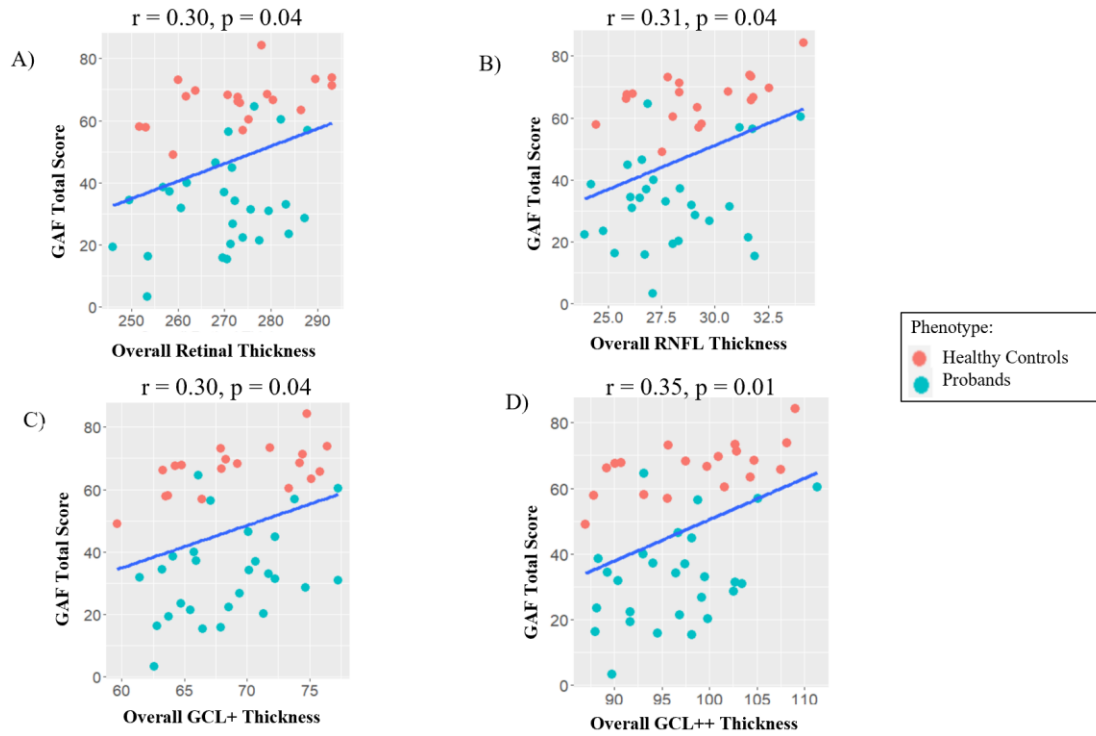 r = 0.30, p = 0.04
A)
GAF Total Score
80
60
40
20
0
250 260 270 280 290
Overall Retinal Thickness
r = 0.31, p = 0.04
B)
GAF Total Score
80
60
40
20
0
25.0 27.5 30.0 32.5
Overall RNFL Thickness
Phenotype:
Healthy Controls
Probands
r = 0.30, p = 0.04
C)
GAF Total Score
80
60
40
20
0
60 65 70 75
Overall GCL+ Thickness
r = 0.35, p = 0.01
D)
GAF Total Score
80
60
40
20
0
90 95 100 105 110
Overall GCL++ Thickness